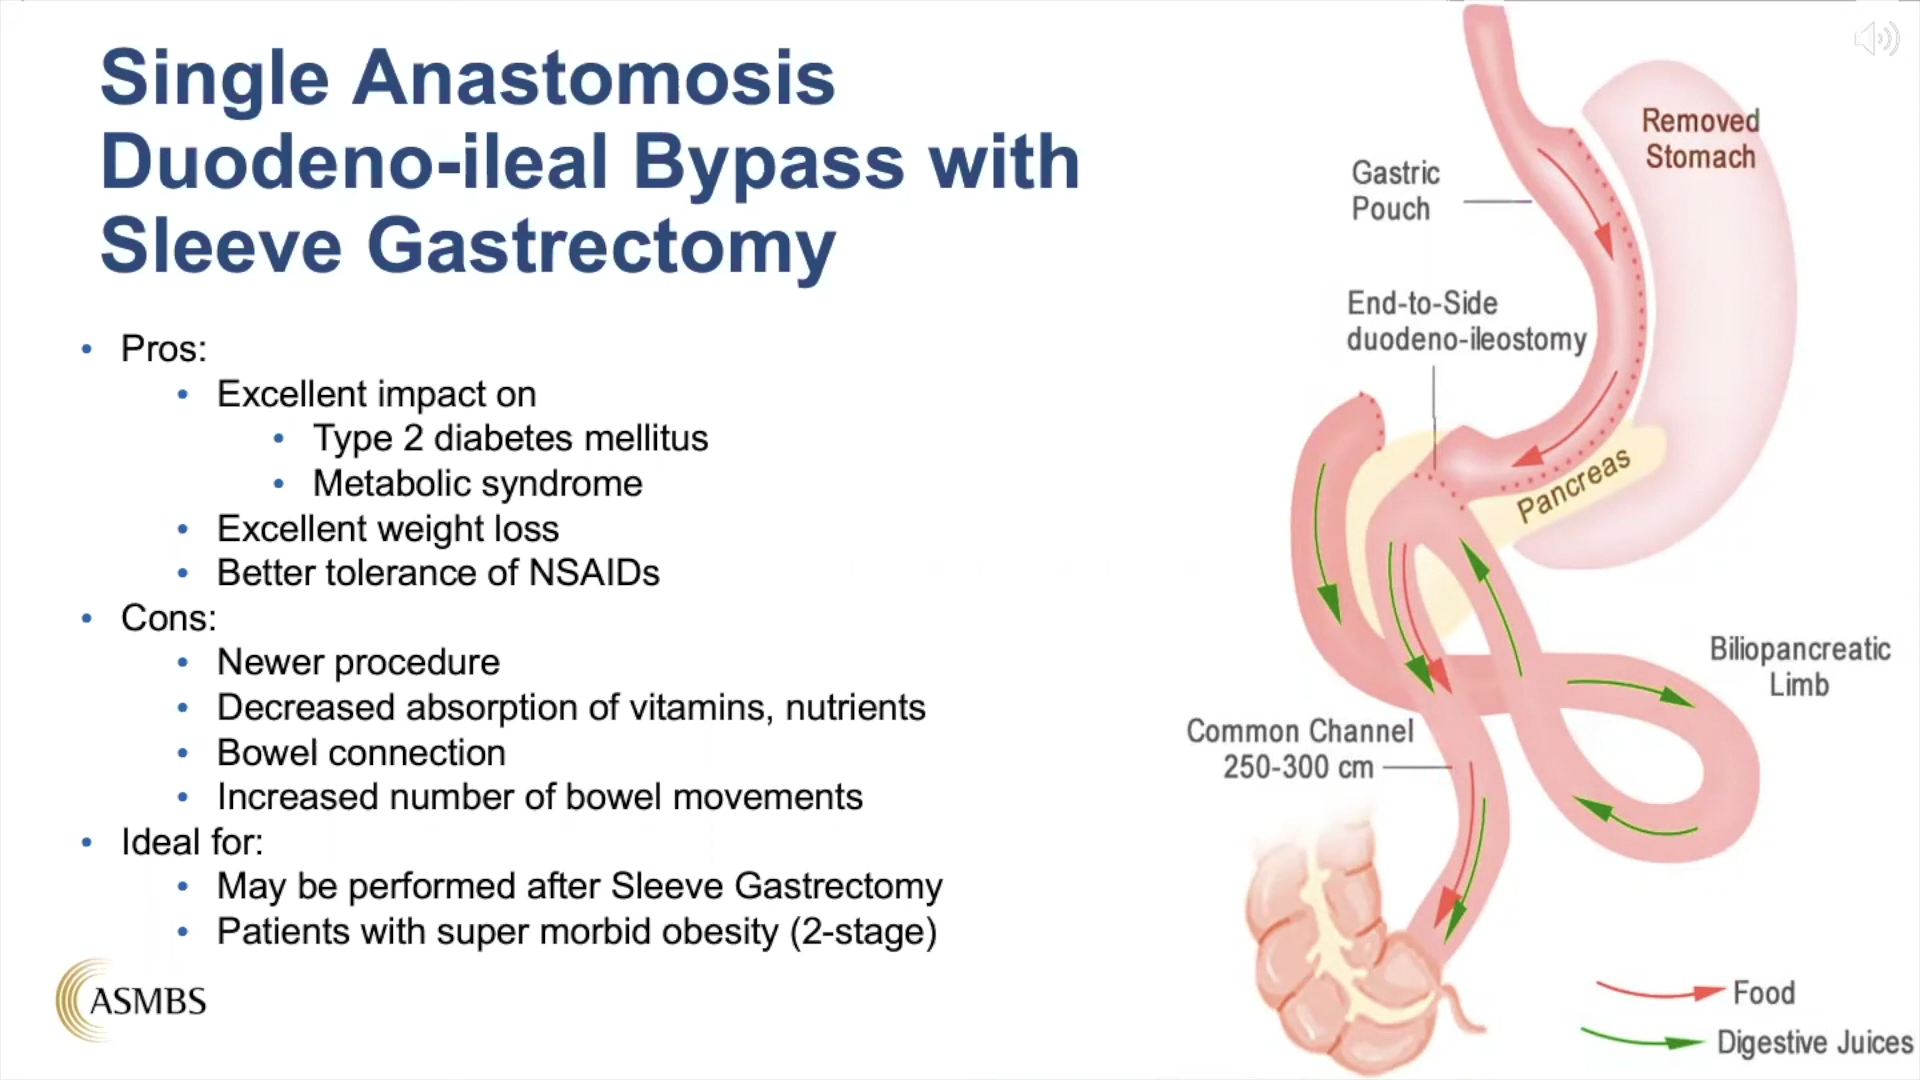 Single Anastomosis
Duodeno-ileal Bypass with
Sleeve Gastrectomy
• Pros:
• Excellent impact on
• Type 2 diabetes mellitus
• Metabolic syndrome
• Excellent weight loss
• Better tolerance of NSAIDs
• Cons:
• Newer procedure
• Decreased absorption of vitamins, nutrients
• Bowel connection
• Increased number of bowel movements
• Ideal for:
• May be performed after Sleeve Gastrectomy
• Patients with super morbid obesity (2-stage)
ASMBS
Removed
Stomach
Gastric
Pouch
End-to-Side
duodeno-ileostomy
Pancreas
Biliopancreatic
Limb
Common Channel
250-300 cm
Food
Digestive Juices